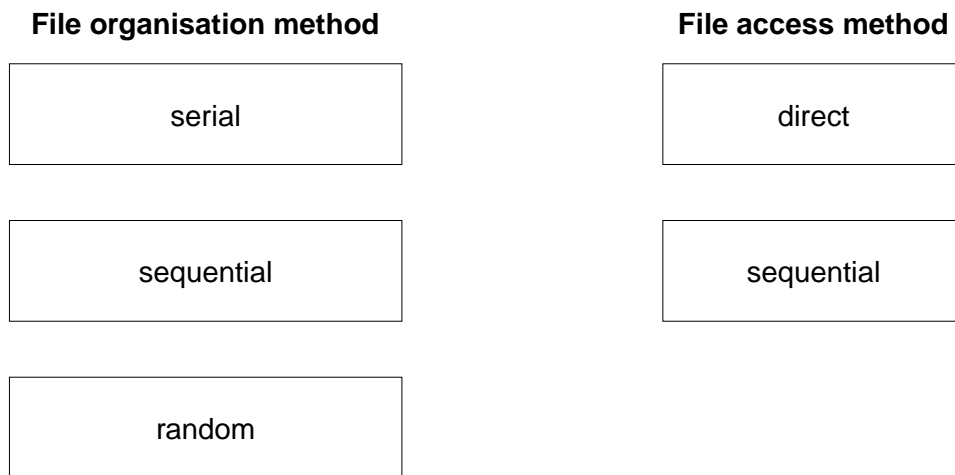 File organisation method
File access method
serial
direct
sequential
sequential
random